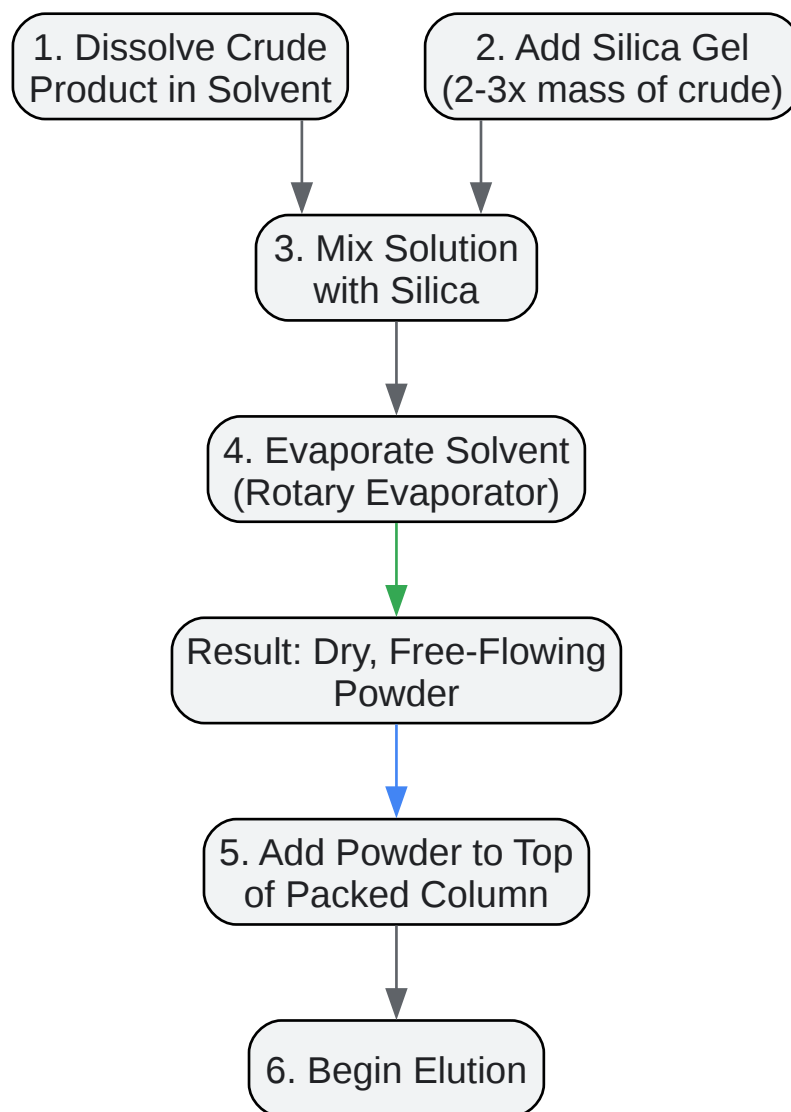 1. Dissolve Crude
Product in Solvent
2. Add Silica Gel
(2-3x mass of crude)
3. Mix Solution
with Silica
4. Evaporate Solvent
(Rotary Evaporator)
Result: Dry, Free-Flowing
Powder
5. Add Powder to Top
of Packed Column
6. Begin Elution